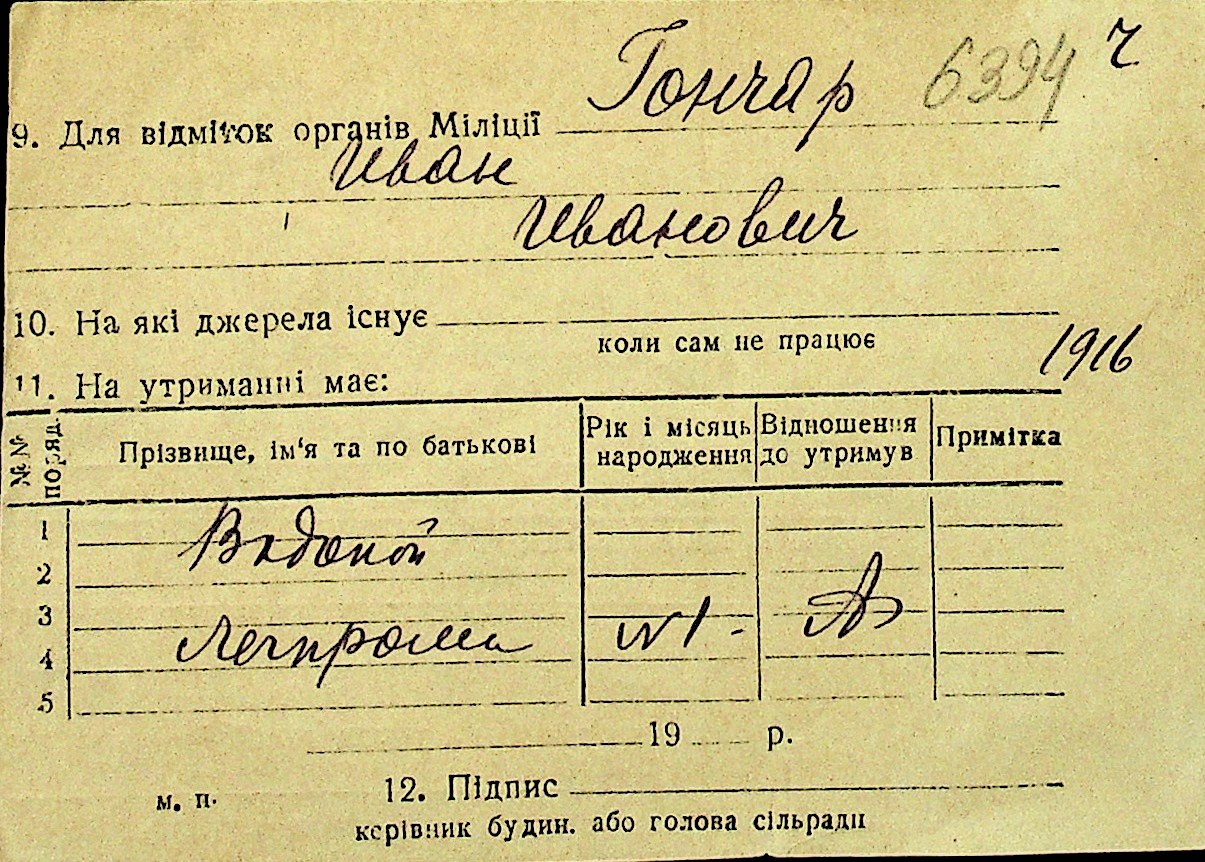 Гончар 6394 ч
9. Для відміток органів Міліції
Иван
Иванович
10. На які джерела існує
коли сам не працює
1916
11. На утриманні має:
№№ поряд. Прізвище, ім'я та по батькові Рік і місяць народження Відношення до утримув Примітка
1
2
3
4
5
19 р.
м. п. 12. Підпис
керівник будин. або голова сільради